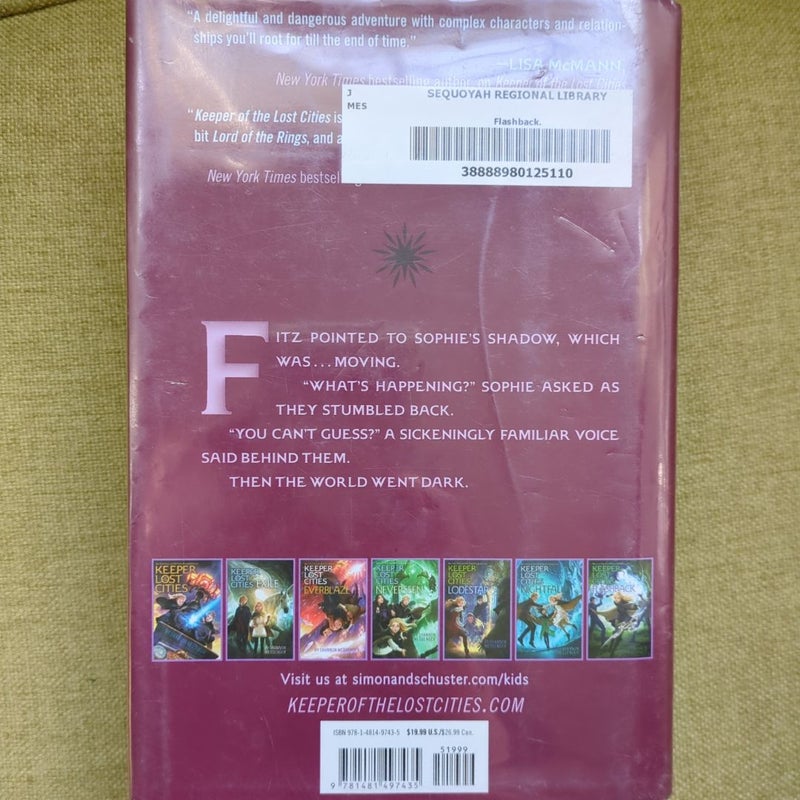 "A delightful and dangerous adventure with complex characters and relation-
ships you'll root for till the end of time."
—LISA McMANN,
New York Times bestselling author, on Keeper of the Lost Cities
J
MES
SEQUOYAH REGIONAL LIBRARY
Flashback.
38888980125110
"Keeper of the Lost Cities is
bit Lord of the Rings, and a
New York Times bestsel
FITZ POINTED TO SOPHIE'S SHADOW, WHICH
WAS...MOVING.
"WHAT'S HAPPENING?" SOPHIE ASKED AS
THEY STUMBLED BACK.
"YOU CAN'T GUESS?" A SICKENINGLY FAMILIAR VOICE
SAID BEHIND THEM.
THEN THE WORLD WENT DARK.
KEEPER
LOST
CITIES
KEEPER
LOST
CITIES EXILE
KEEPER
LOST
CITIES
EVERBLAZE
KEEPER
LOST
CITIES
NEVERSEEN
KEEPER
LOST
CITIES
LODESTAR
KEEPER
LOST
CITIES
NIGHTFALL
KEEPER
LOST
CITIES
Visit us at simonandschuster.com/kids
KEEPEROFTHELOSTCITIES.COM
ISBN 978-1-4814-9743-5 $19.99 U.S./$26.99 Can.
51999
9 781481 497435